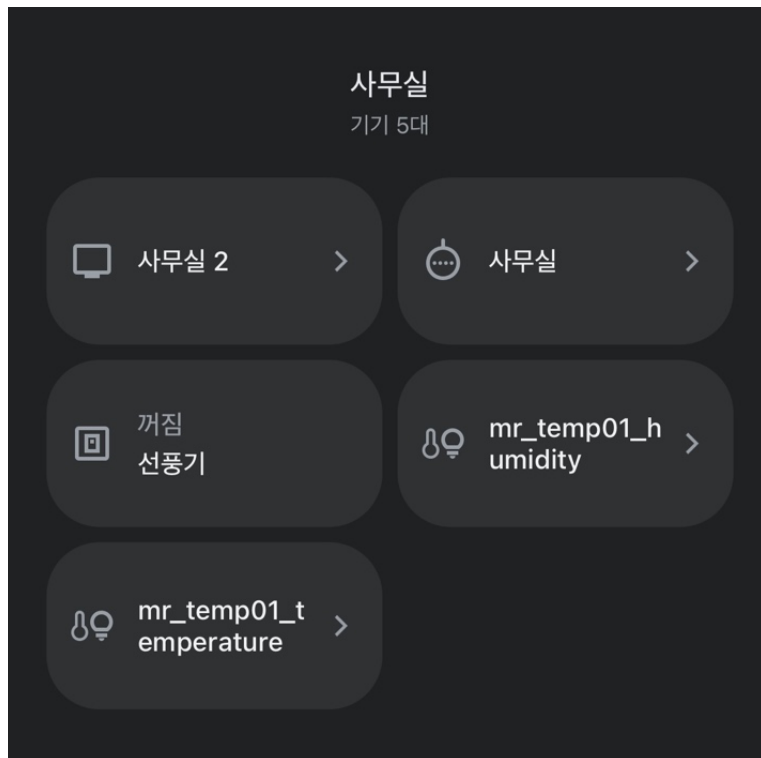 사무실
기기 5대
사무실 2
사무실
꺼짐
선풍기
mr_temp01_h
umidity
mr_temp01_t
emperature